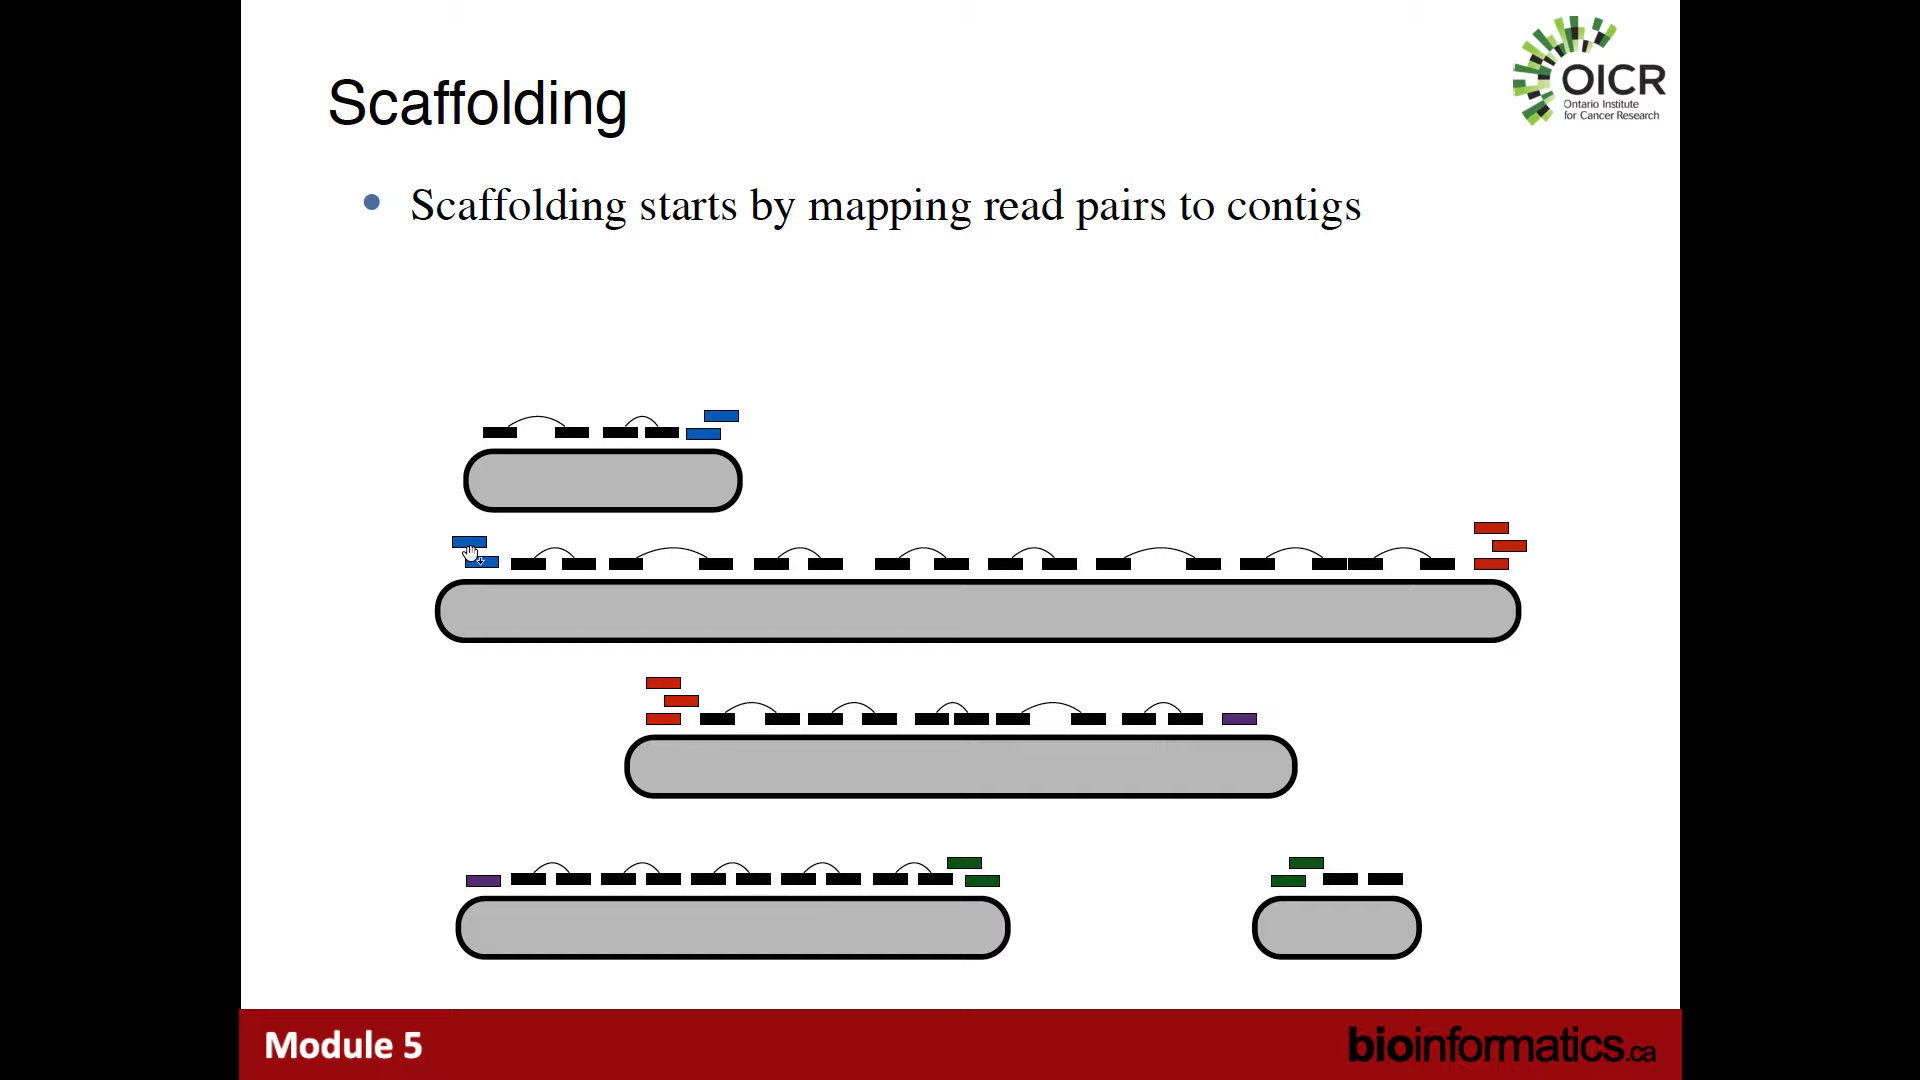 Scaffolding
OICR
Ontario Institute
for Cancer Research
• Scaffolding starts by mapping read pairs to contigs
Module 5
bioinformatics.ca